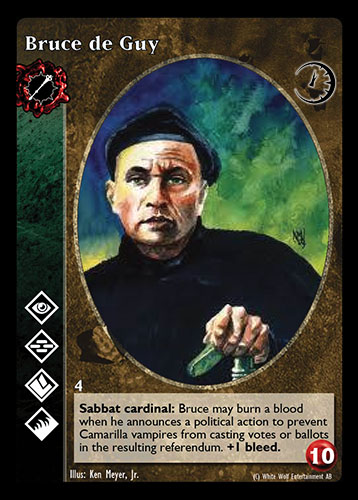 Bruce de Guy
4
Sabbat cardinal: Bruce may burn a blood
when he announces a political action to prevent
Camarilla vampires from casting votes or ballots
in the resulting referendum. +1 bleed.
10
Illus: Ken Meyer, Jr.
(C) White Wolf Entertainment AB